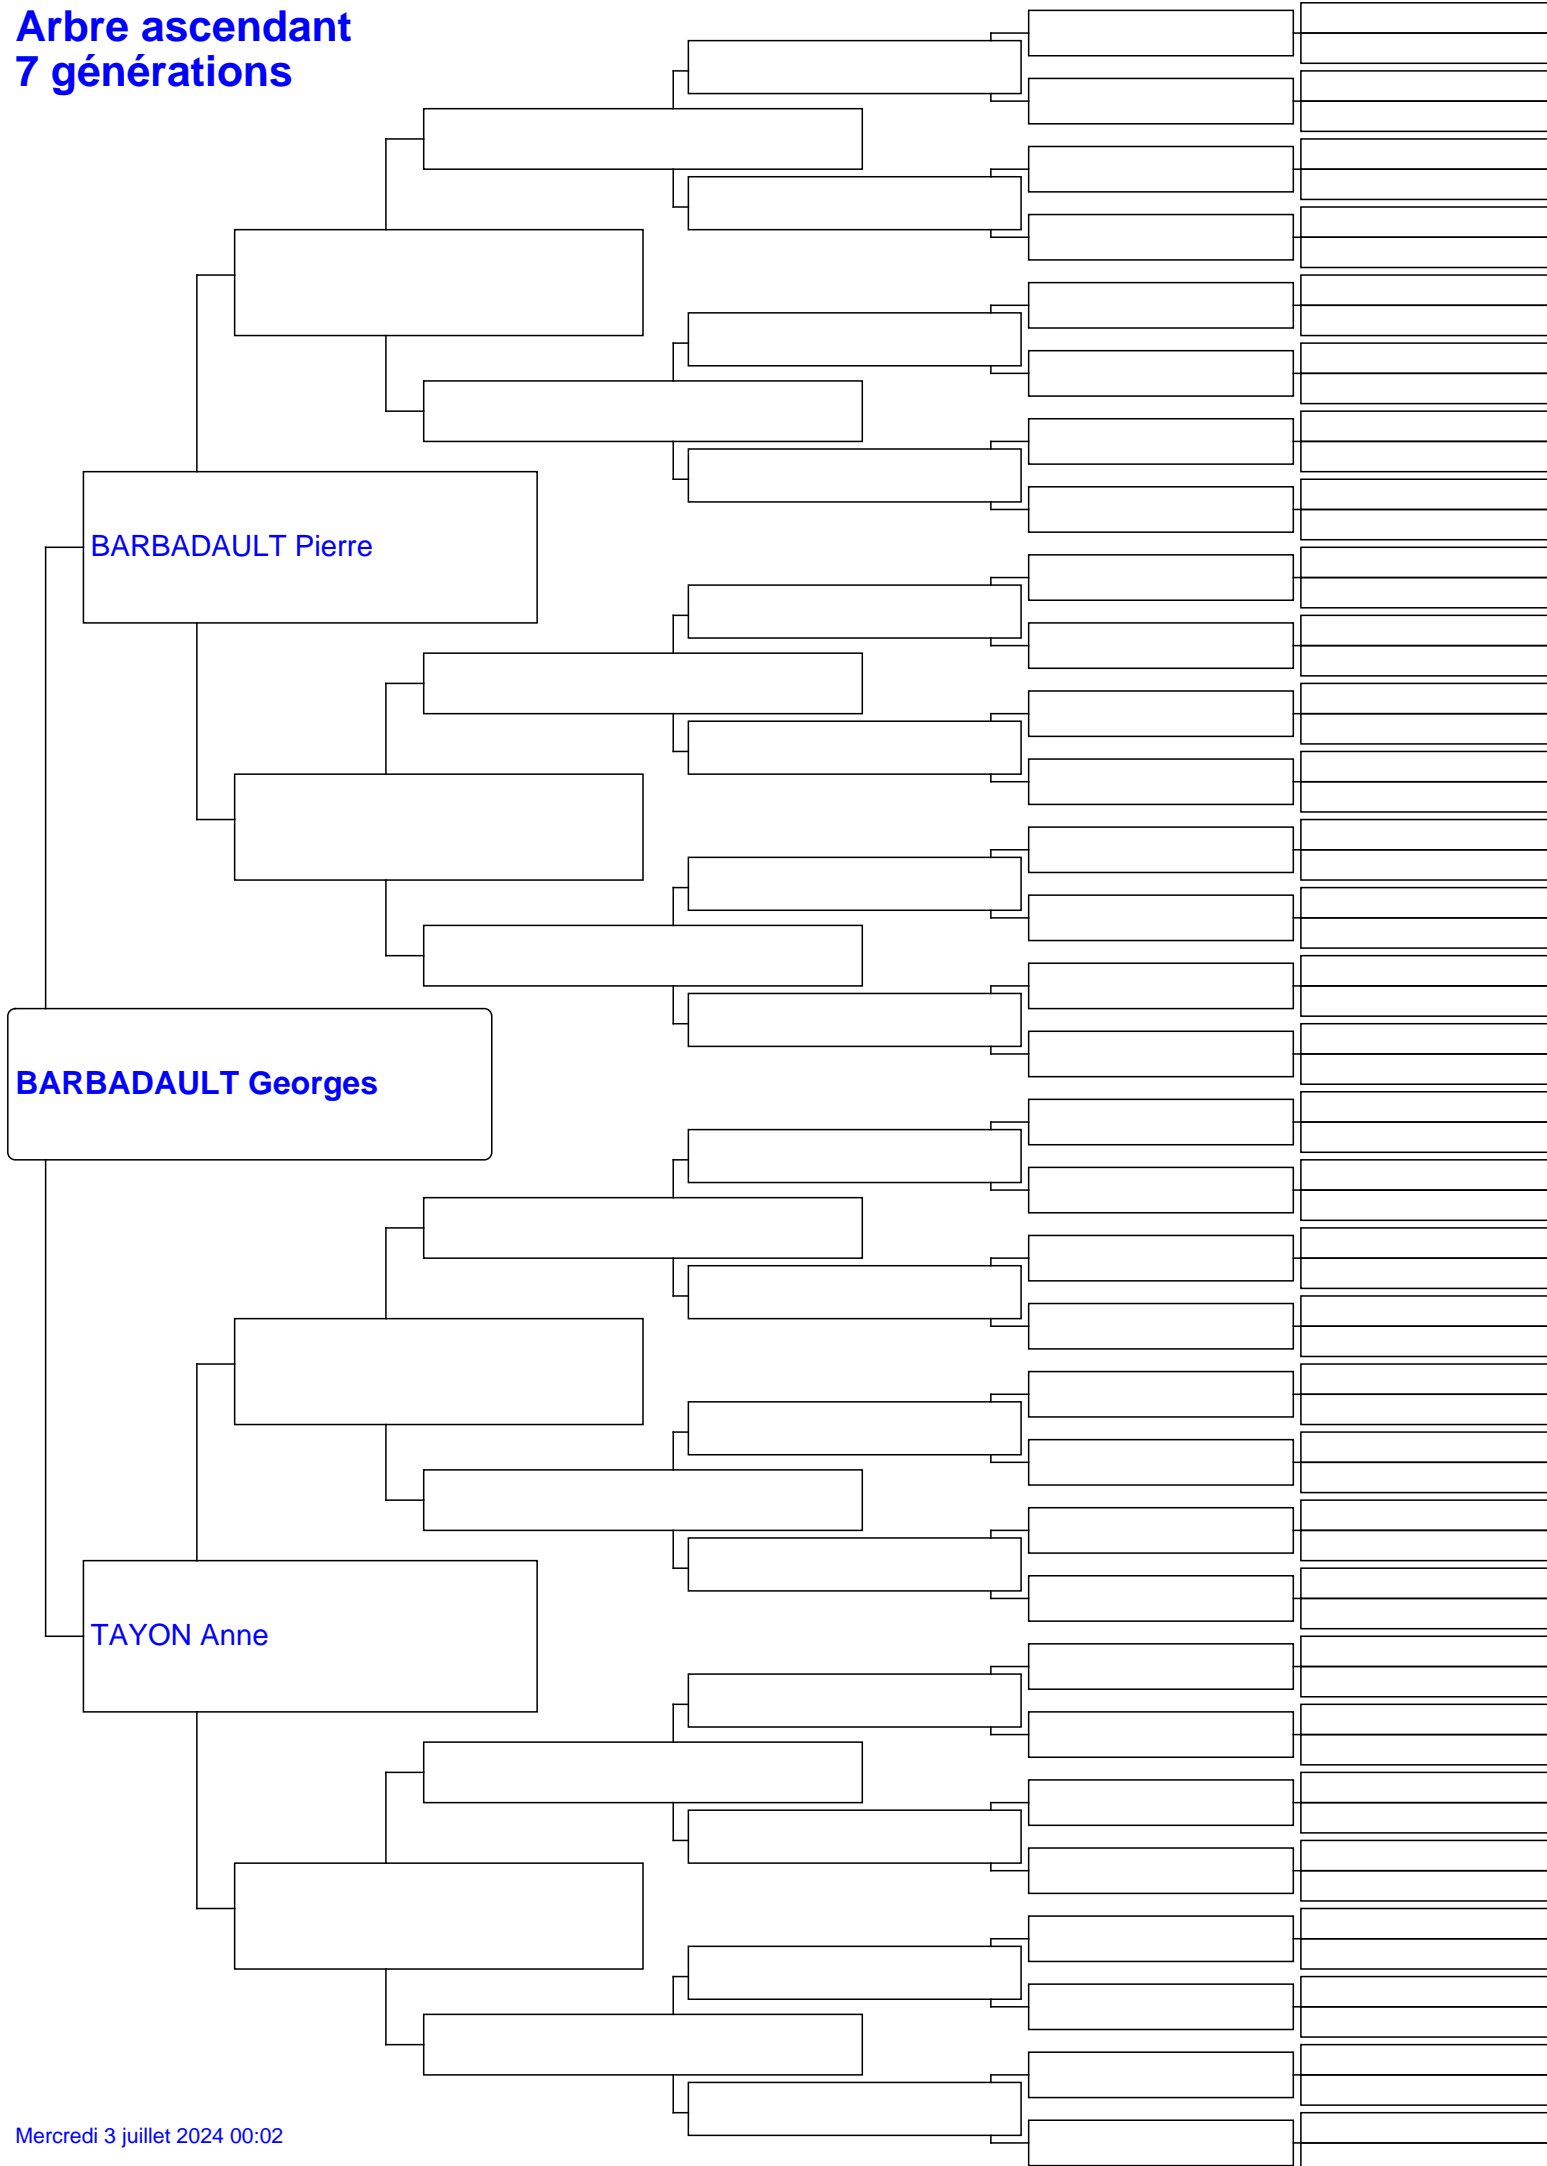 Arbre ascendant
7 générations
BARBADAULT Pierre
BARBADAULT Georges
TAYON Anne
Mercredi 3 juillet 2024 00:02